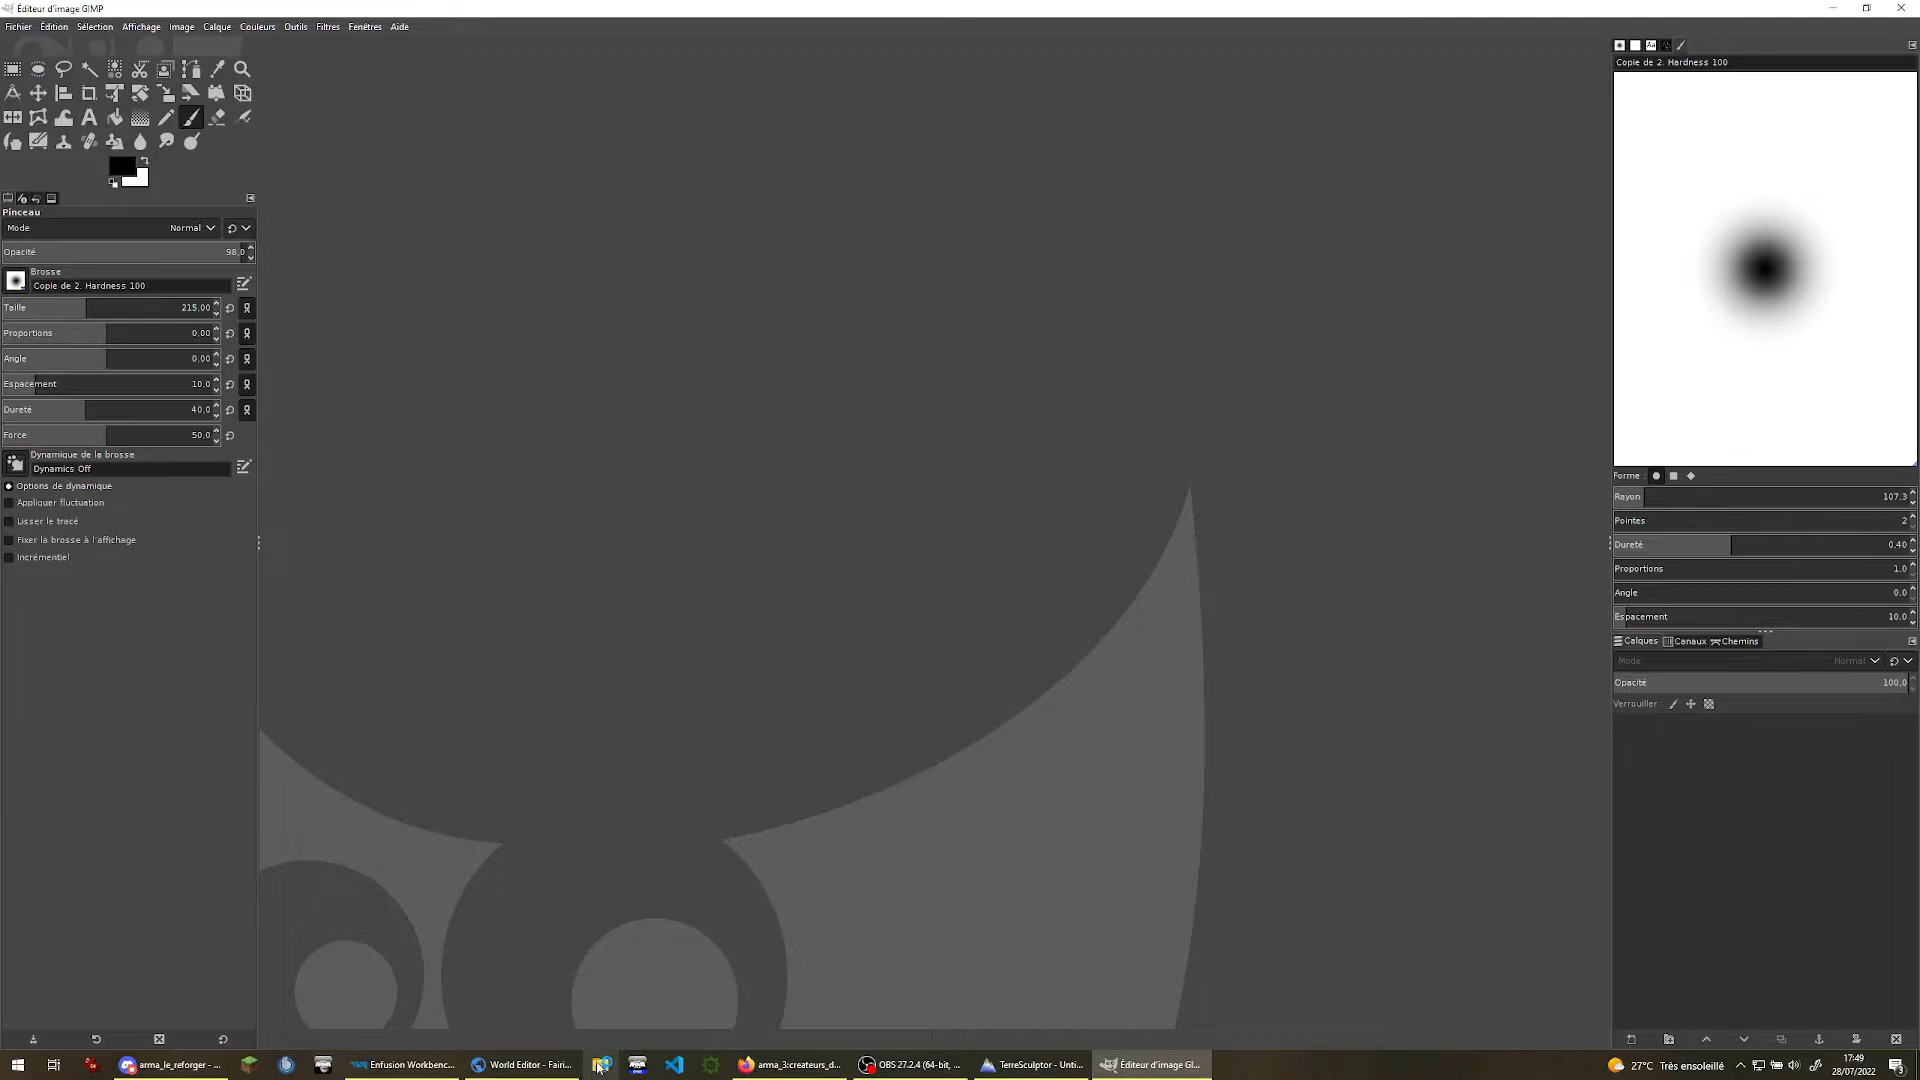 Éditeur d'image GIMP
Fichier Édition Sélection Affichage Image Calque Couleurs Outils Filtres Fenêtres Aide
Pinceau
Mode Normal
Opacité 98,0
Brosse
Copie de 2. Hardness 100
Taille 215,00
Proportions 0,00
Angle 0,00
Espacement 10,0
Dureté 40,0
Force 50,0
Dynamique de la brosse
Dynamics Off
Options de dynamique
Appliquer fluctuation
Lisser le tracé
Fixer la brosse à l'affichage
Incrémentiel
Aa
Copie de 2. Hardness 100
Forme :
Rayon 107.3
Pointes 2
Dureté 0.40
Proportions 1.0
Angle 0.0
Espacement 10.0
Calques Canaux Chemins
Mode Normal
Opacité 100,0
Verrouiller :
arma_le_reforger - ...
Enfusion Workbenc...
World Editor - Fairi...
arma_3:createurs_d...
OBS 27.2.4 (64-bit, ...
TerreSculptor - Unti...
Éditeur d'image GI...
27°C Très ensoleillé
17:49
28/07/2022
3